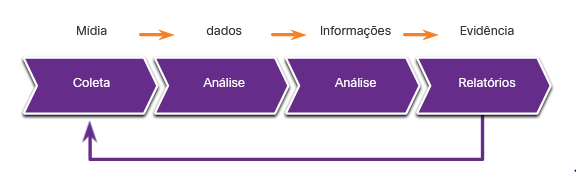 Mídia dados Informações Evidência
Coleta Análise Análise Relatórios